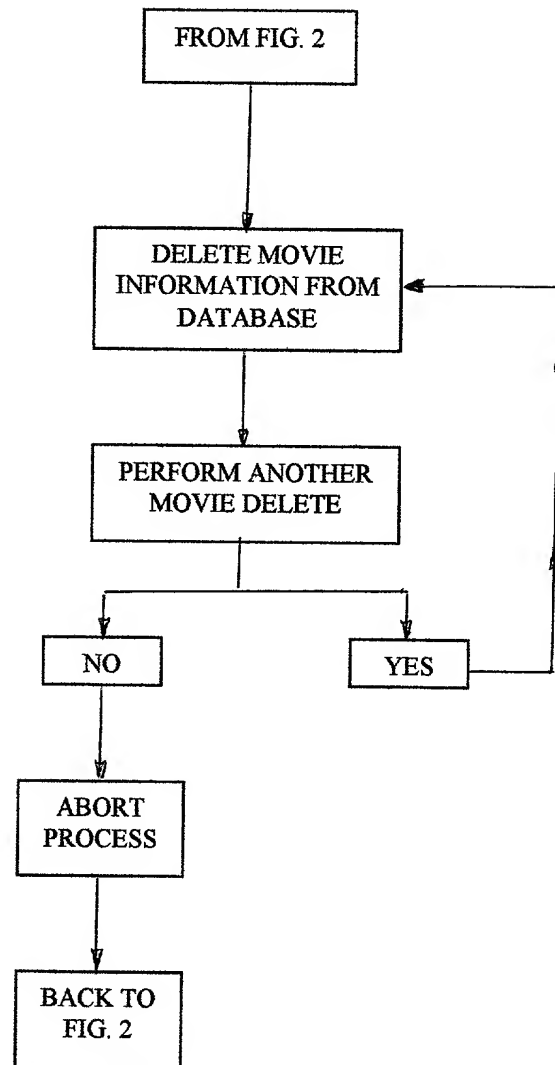 FROM FIG. 2
DELETE MOVIE
INFORMATION FROM
DATABASE
PERFORM ANOTHER
MOVIE DELETE
NO
YES
ABORT
PROCESS
BACK TO
FIG. 2